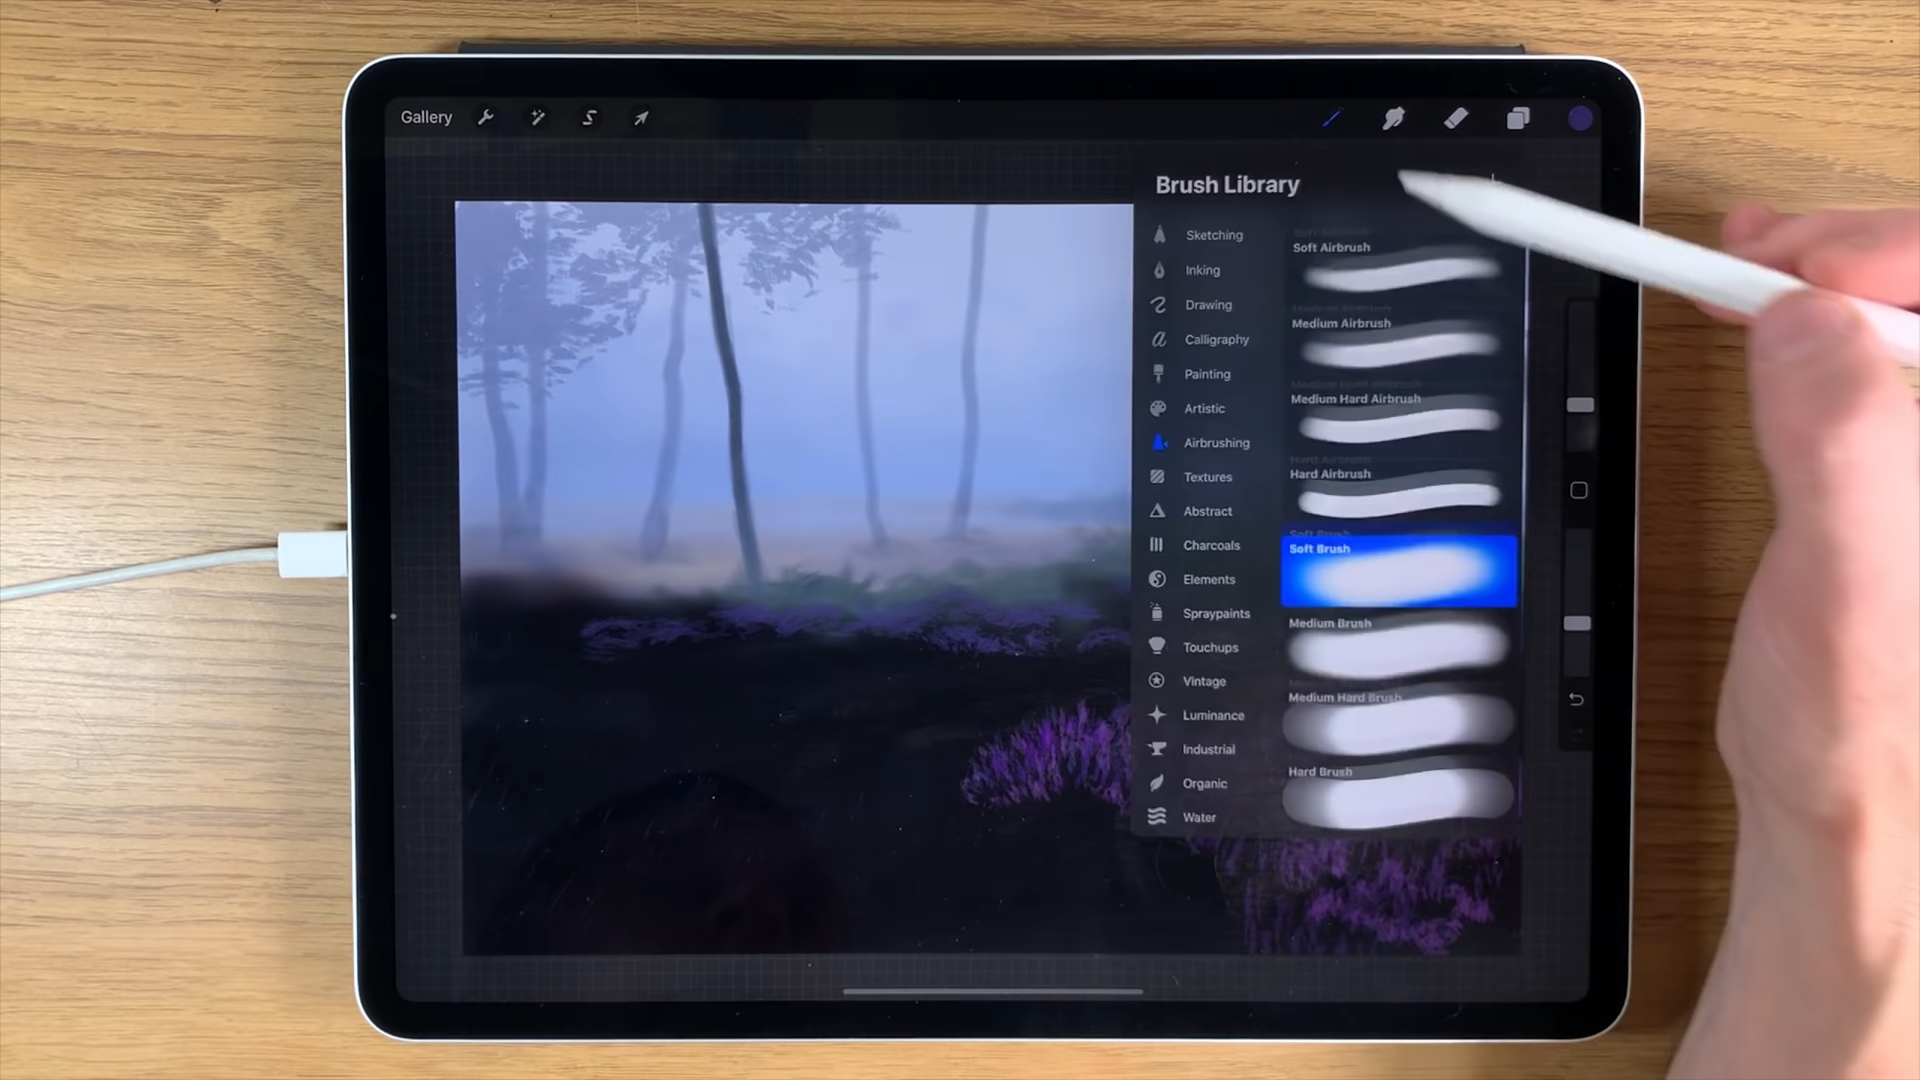 Gallery
Brush Library
Sketching
Inking
Drawing
Calligraphy
Painting
Artistic
Airbrushing
Textures
Abstract
Charcoals
Elements
Spraypaints
Touchups
Vintage
Luminance
Industrial
Organic
Water
Soft Airbrush
Medium Airbrush
Medium Hard Airbrush
Hard Airbrush
Soft Brush
Medium Brush
Medium Hard Brush
Hard Brush